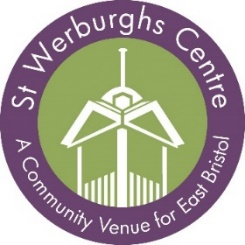 St Werburghs Centre
A Community Venue for East Bristol